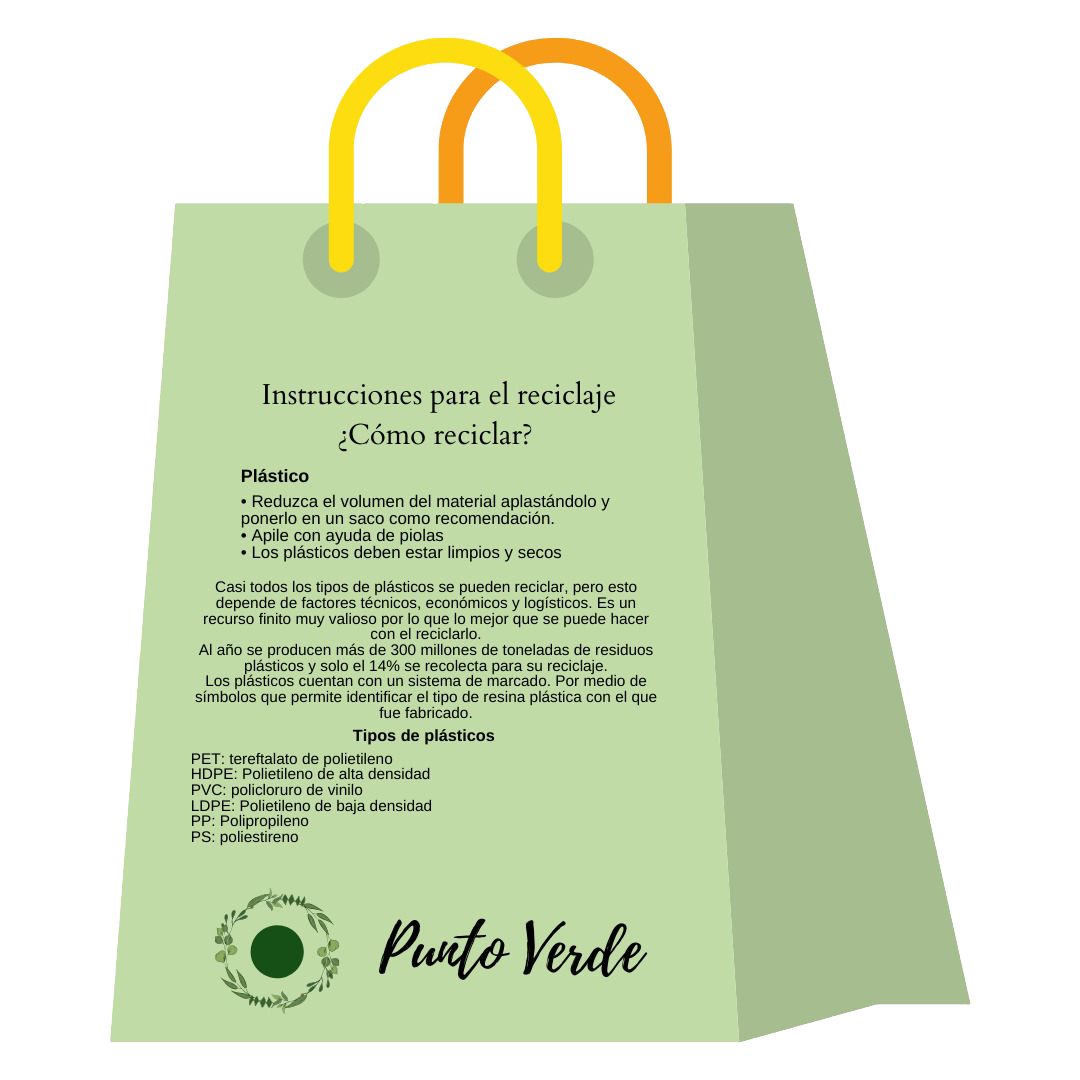 Instrucciones para el reciclaje
¿Cómo reciclar?
Plástico
• Reduzca el volumen del material aplastándolo y
ponerlo en un saco como recomendación.
• Apile con ayuda de piolas
• Los plásticos deben estar limpios y secos
Casi todos los tipos de plásticos se pueden reciclar, pero esto
depende de factores técnicos, económicos y logísticos. Es un
recurso finito muy valioso por lo que lo mejor que se puede hacer
con el reciclarlo.
Al año se producen más de 300 millones de toneladas de residuos
plásticos y solo el 14% se recolecta para su reciclaje.
Los plásticos cuentan con un sistema de marcado. Por medio de
símbolos que permite identificar el tipo de resina plástica con el que
fue fabricado.
Tipos de plásticos
PET: tereftalato de polietileno
HDPE: Polietileno de alta densidad
PVC: policloruro de vinilo
LDPE: Polietileno de baja densidad
PP: Polipropileno
PS: poliestireno
Punto Verde